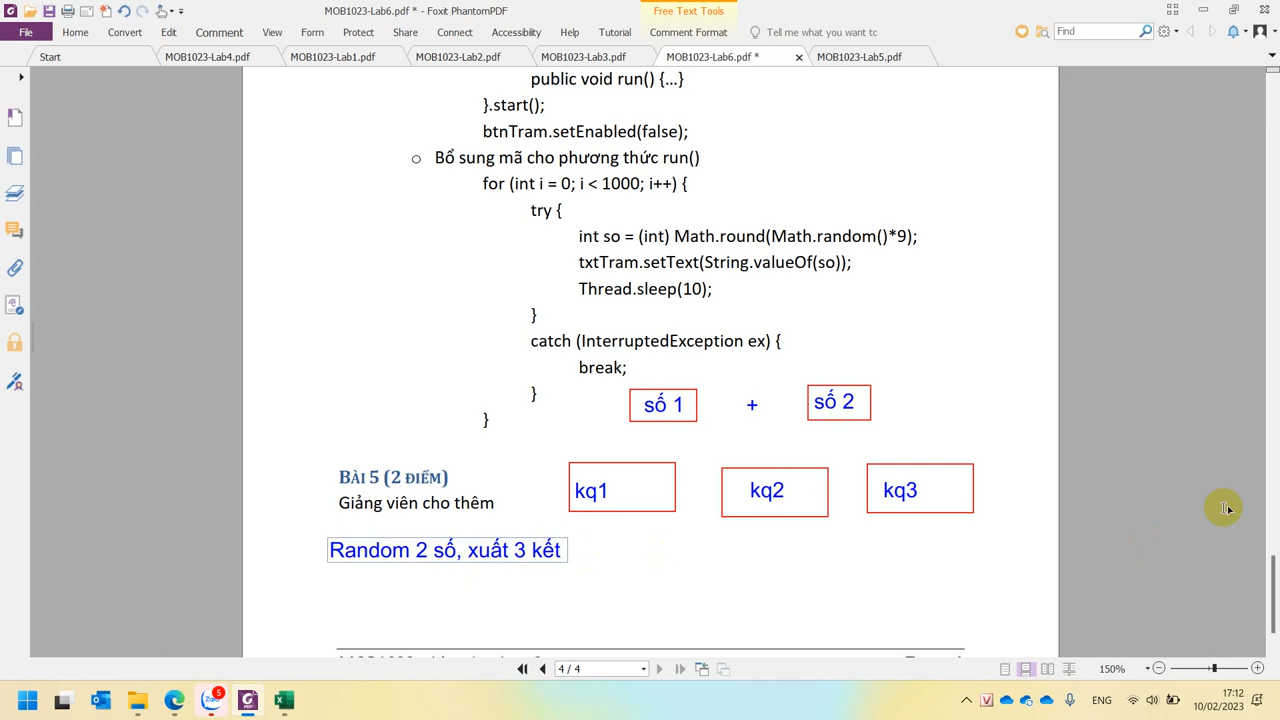 MOB1023-Lab6.pdf * - Foxit PhantomPDF
Free Text Tools
File Home Convert Edit Comment View Form Protect Share Connect Accessibility Help Tutorial Comment Format Tell me what you want to Find
Start MOB1023-Lab4.pdf MOB1023-Lab1.pdf MOB1023-Lab2.pdf MOB1023-Lab3.pdf MOB1023-Lab6.pdf * MOB1023-Lab5.pdf
public void run() {...}
}.start();
btnTram.setEnabled(false);
o Bổ sung mã cho phương thức run()
for (int i = 0; i < 1000; i++) {
try {
int so = (int) Math.round(Math.random()*9);
txtTram.setText(String.valueOf(so));
Thread.sleep(10);
}
catch (InterruptedException ex) {
break;
}
số 1 + số 2
}
BÀI 5 (2 ĐIỂM)
kq1 kq2 kq3
Giảng viên cho thêm
Random 2 số, xuất 3 kết
4 / 4
150%
5
Zalo
ENG
17:12
10/02/2023